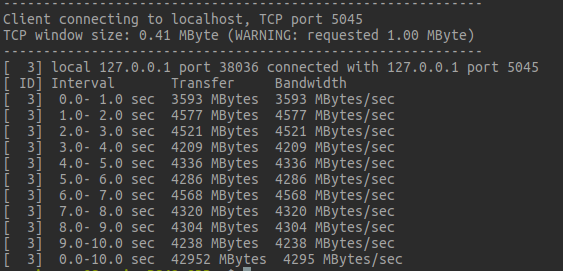 ------------------------------------------------------------
Client connecting to localhost, TCP port 5045
TCP window size: 0.41 MByte (WARNING: requested 1.00 MByte)
------------------------------------------------------------
[  3] local 127.0.0.1 port 38036 connected with 127.0.0.1 port 5045
[ ID] Interval       Transfer     Bandwidth
[  3]  0.0- 1.0 sec  3593 MBytes  3593 MBytes/sec
[  3]  1.0- 2.0 sec  4577 MBytes  4577 MBytes/sec
[  3]  2.0- 3.0 sec  4521 MBytes  4521 MBytes/sec
[  3]  3.0- 4.0 sec  4209 MBytes  4209 MBytes/sec
[  3]  4.0- 5.0 sec  4336 MBytes  4336 MBytes/sec
[  3]  5.0- 6.0 sec  4286 MBytes  4286 MBytes/sec
[  3]  6.0- 7.0 sec  4568 MBytes  4568 MBytes/sec
[  3]  7.0- 8.0 sec  4320 MBytes  4320 MBytes/sec
[  3]  8.0- 9.0 sec  4304 MBytes  4304 MBytes/sec
[  3]  9.0-10.0 sec  4238 MBytes  4238 MBytes/sec
[  3]  0.0-10.0 sec  42952 MBytes  4295 MBytes/sec